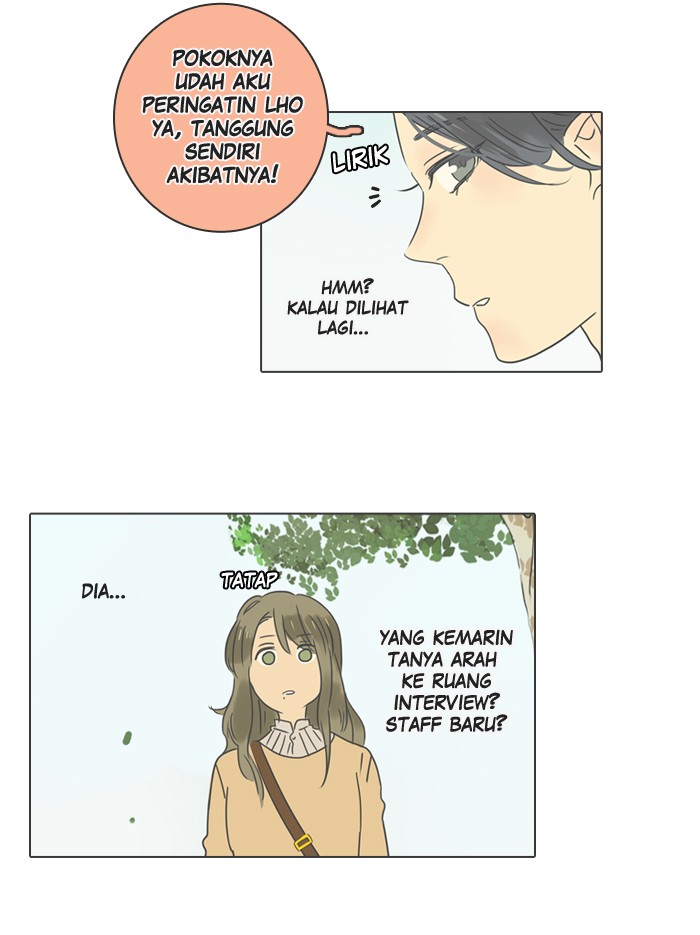 POKOKNYA
UDAH AKU
PERINGATIN LHO
YA, TANGGUNG
SENDIRI
AKIBATNYA!
LIRIK
HMM?
KALAU DILIHAT
LAGI...
DIA...
TATAP
YANG KEMARIN
TANYA ARAH
KE RUANG
INTERVIEW?
STAFF BARU?